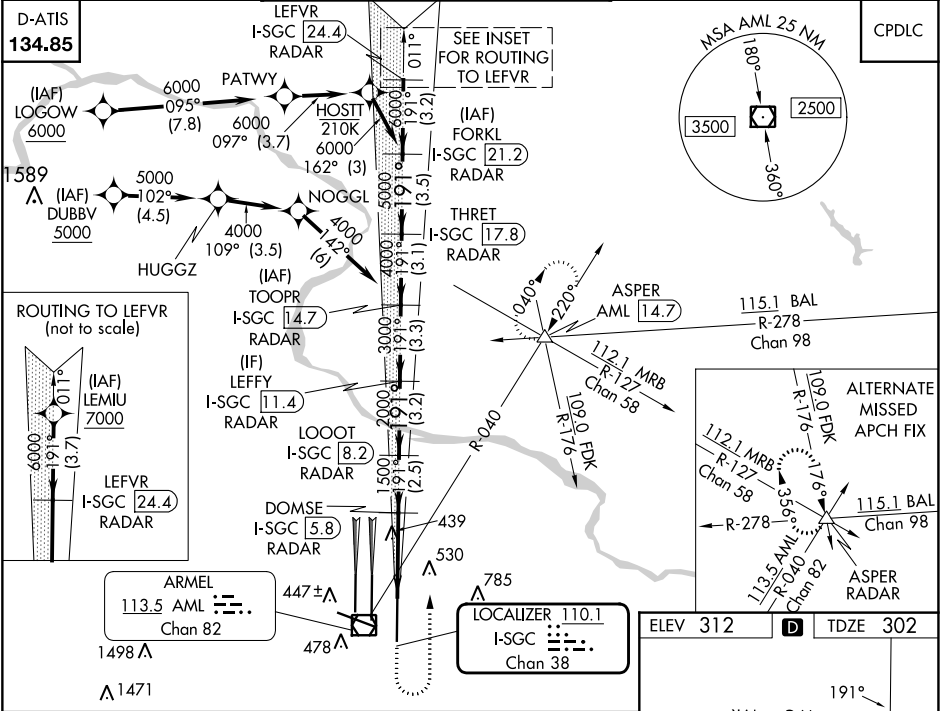 D-ATIS
134.85
LEFVR
I-SGC 24.4
RADAR
011°
SEE INSET
FOR ROUTING
TO LEFVR
MSA AML 25 NM
180°
3500
2500
360°
CPDLC
(IAF)
LOGOW
6000
6000
095°
(7.8)
PATWY
6000
097° (3.7)
HOSTT
210K
6000
162° (3)
6000
191°
(3.2)
(IAF)
FORKL
I-SGC 21.2
RADAR
1589
(IAF)
DUBBV
5000
5000
102°
(4.5)
HUGGZ
4000
109° (3.5)
NOGGL
4000
142°
(6)
5000
191°
(3.5)
THRET
I-SGC 17.8
RADAR
4000
191°
(3.1)
(IAF)
TOOPR
I-SGC 14.7
RADAR
3000
191°
(3.3)
(IF)
LEFFY
I-SGC 11.4
RADAR
2000
191°
(3.2)
LOOOT
I-SGC 8.2
RADAR
1500
191°
(2.5)
DOMSE
I-SGC 5.8
RADAR
040°
220°
ASPER
AML 14.7
115.1 BAL
R-278
Chan 98
112.1 MRB
R-127
Chan 58
109.0 FDK
R-176
R-040
ROUTING TO LEFVR
(not to scale)
011°
(IAF)
LEMIU
7000
6000
191°
(3.7)
LEFVR
I-SGC 24.4
RADAR
ALTERNATE
MISSED
APCH FIX
109.0 FDK
R-176
176°
112.1 MRB
R-127
Chan 58
356°
115.1 BAL
Chan 98
R-278
113.5 AML
R-040
Chan 82
ASPER
RADAR
439
530
785
447±
478
1498
1471
ARMEL
113.5 AML
Chan 82
LOCALIZER 110.1
I-SGC
Chan 38
ELEV 312
D
TDZE 302
191°